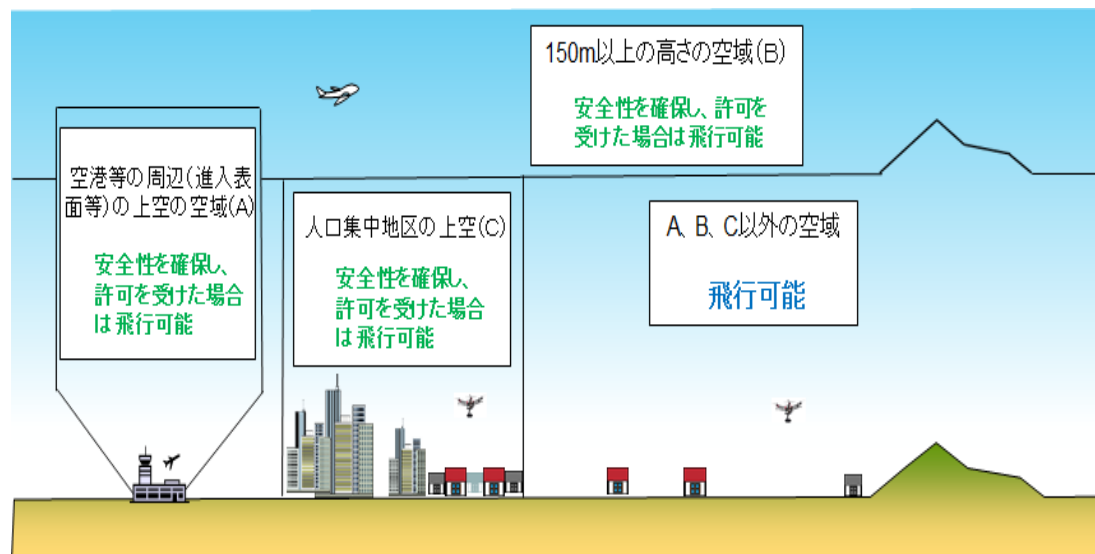 150m以上の高さの空域(B)
安全性を確保し、許可を
受けた場合は飛行可能
空港等の周辺(進入表
面等)の上空の空域(A)
安全性を確保し、
許可を受けた場合
は飛行可能
人口集中地区の上空(C)
安全性を確保し、
許可を受けた場合
は飛行可能
A、B、C以外の空域
飛行可能